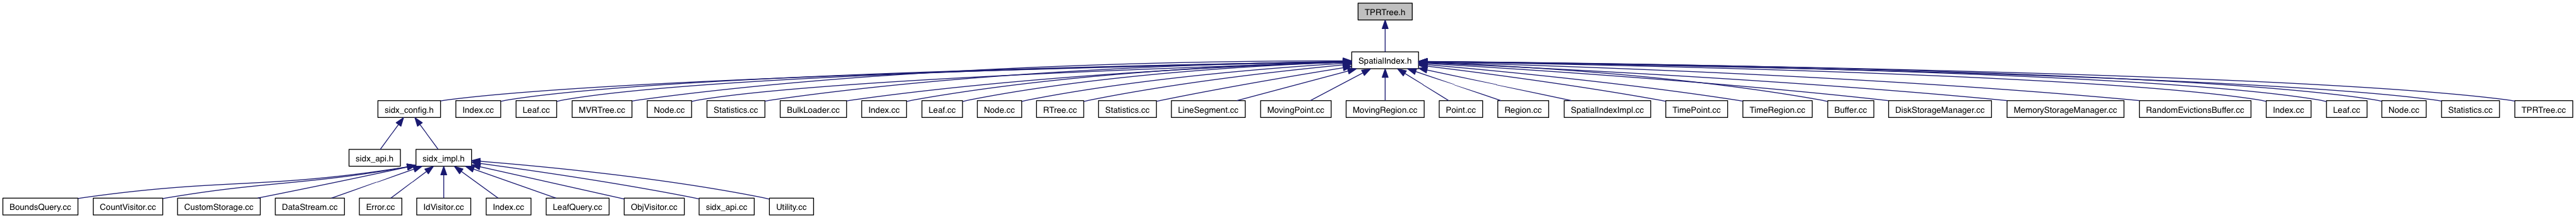 TPRTree.h
SpatialIndex.h
sidx_config.h
Index.cc
Leaf.cc
MVRTree.cc
Node.cc
Statistics.cc
BulkLoader.cc
Index.cc
Leaf.cc
Node.cc
RTree.cc
Statistics.cc
LineSegment.cc
MovingPoint.cc
MovingRegion.cc
Point.cc
Region.cc
SpatialIndexImpl.cc
TimePoint.cc
TimeRegion.cc
Buffer.cc
DiskStorageManager.cc
MemoryStorageManager.cc
RandomEvictionsBuffer.cc
Index.cc
Leaf.cc
Node.cc
Statistics.cc
TPRTree.cc
sidx_api.h
sidx_impl.h
BoundsQuery.cc
CountVisitor.cc
CustomStorage.cc
DataStream.cc
Error.cc
IdVisitor.cc
Index.cc
LeafQuery.cc
ObjVisitor.cc
sidx_api.cc
Utility.cc